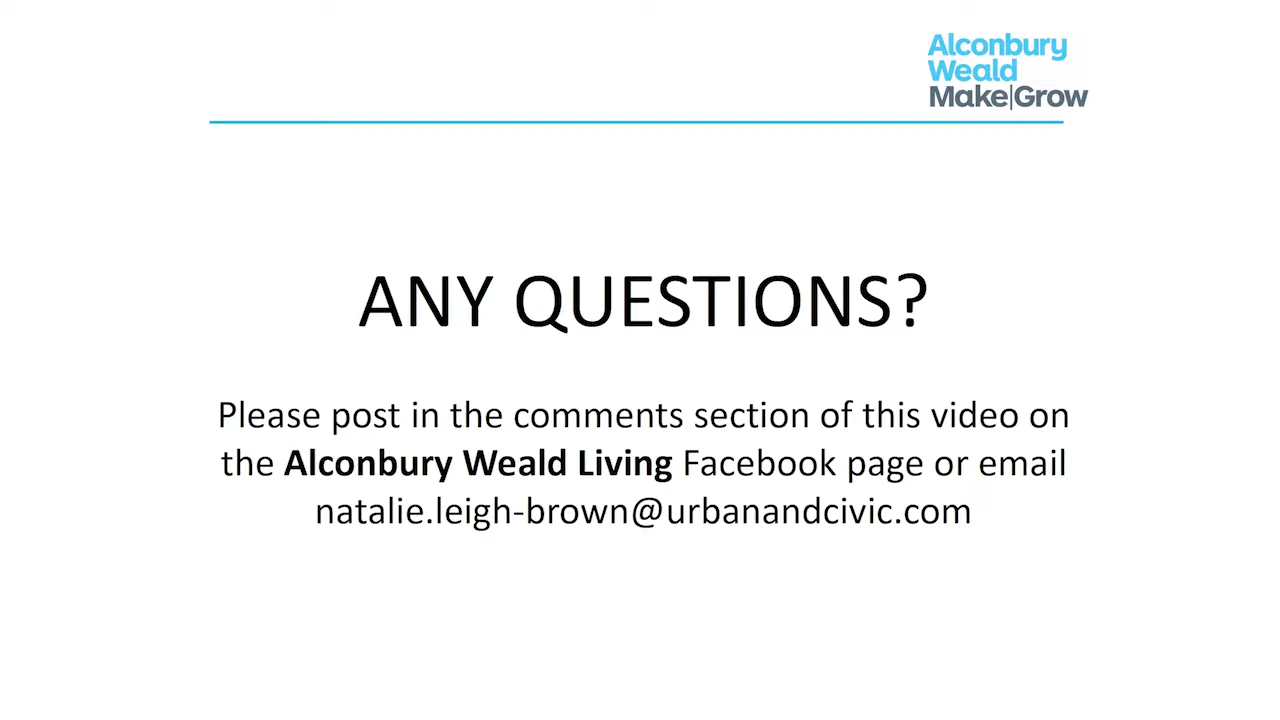 Alconbury
Weald
Make|Grow
ANY QUESTIONS?
Please post in the comments section of this video on
the Alconbury Weald Living Facebook page or email
natalie.leigh-brown@urbanandcivic.com